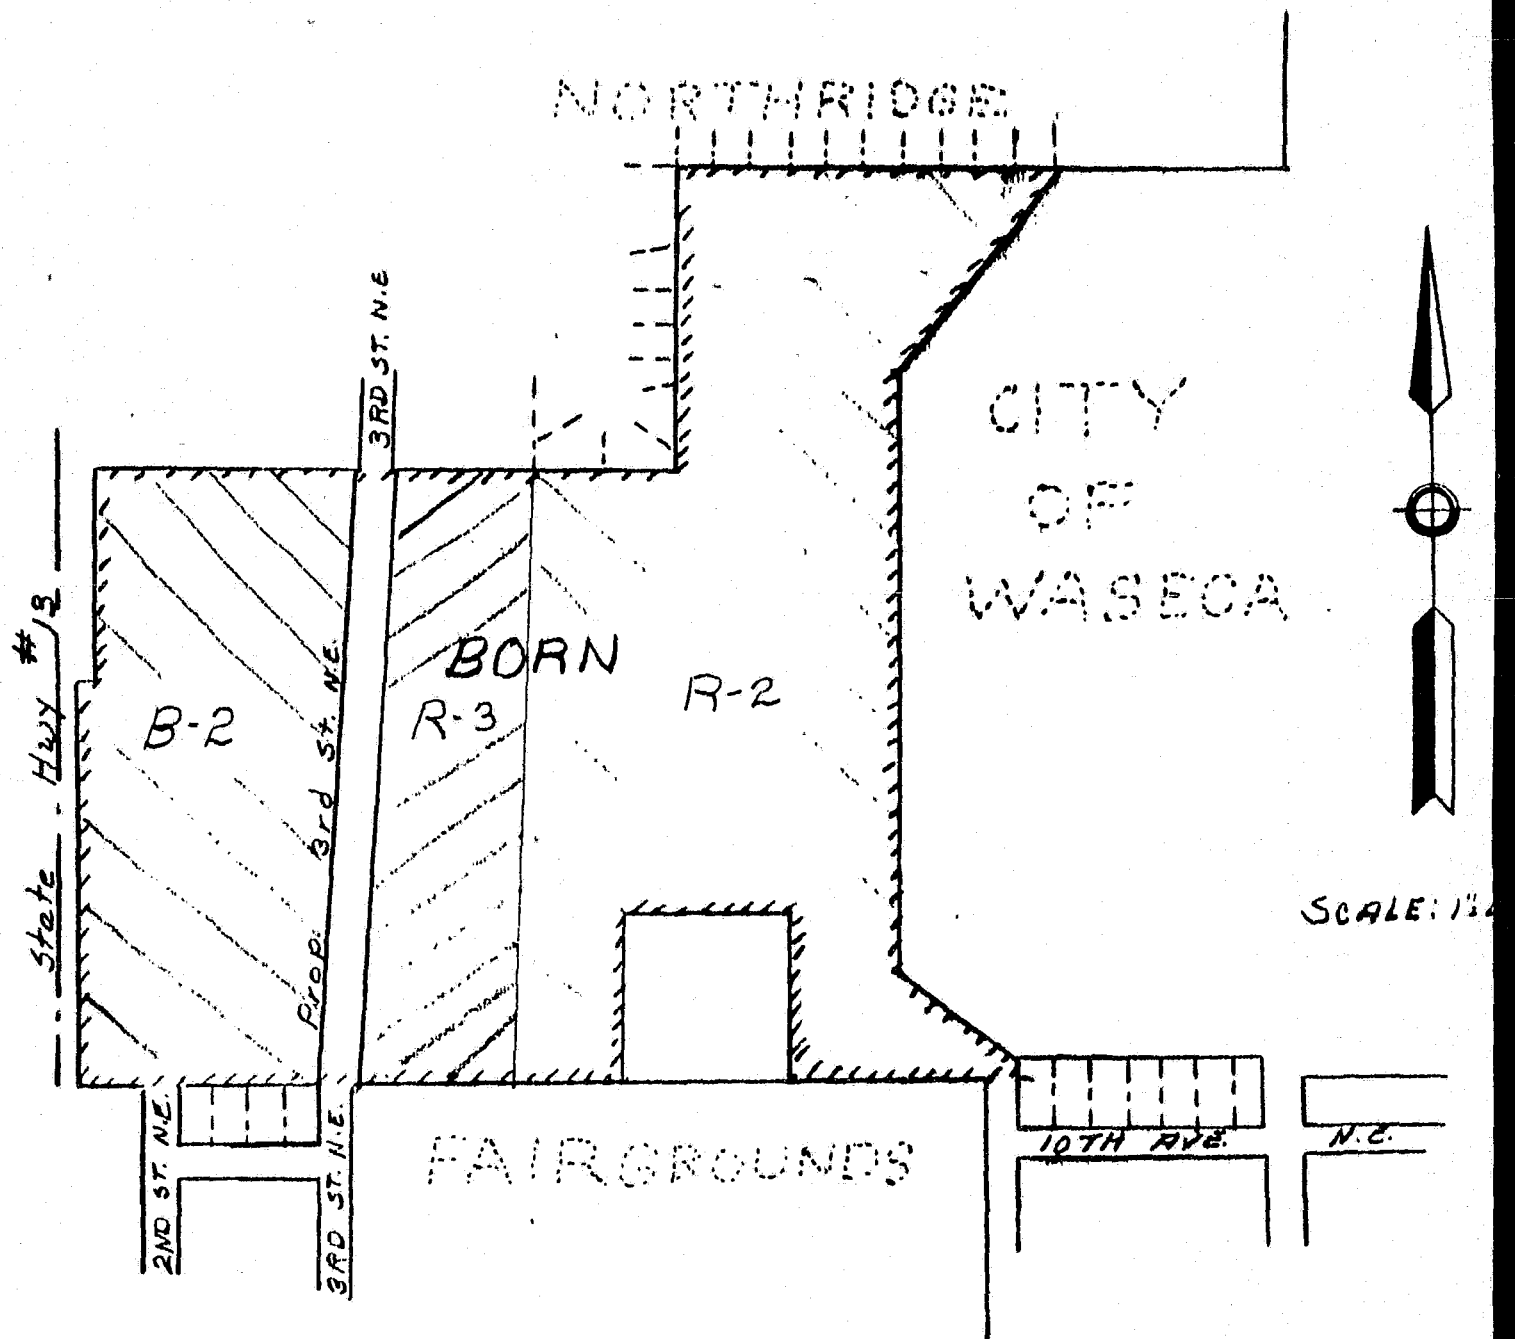 NORTHRIDGE
3RD ST. N.E
CITY
OF
WASECA
State Hwy # 13
BORN
B-2
R-3
R-2
Prop. 3rd St. N.E.
SCALE:
FAIRGROUNDS
2ND ST. N.E.
3RD ST. N.E.
10TH AVE. N.E.